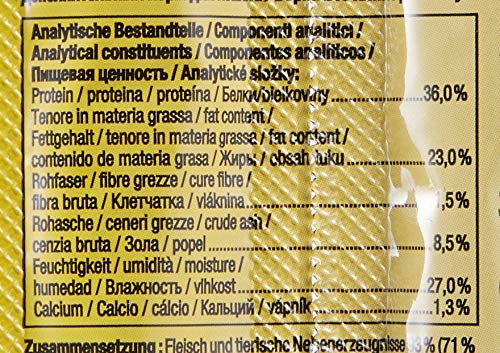 Analytische Bestandteile / Componenti analitici /
Analytical constituents / Componentes analíticos /
Пищевая ценность / Analytické složky:
Protein / proteina / proteína / Белки/bielkoviny 36,0 %
Tenore in materia grassa / fat content /
Fettgehalt / tenore in materia grassa / fat content /
contenido de materia grasa / Жиры / obsah tuku 23,0 %
Rohfaser / fibre grezze / cure fibre /
fibra bruta / Клетчатка / vláknina 1,5 %
Rohasche / ceneri grezze / crude ash /
cenzia bruta / Зола / popel 8,5 %
Feuchtigkeit / umidità / moisture /
humedad / Влажность / vlhkost 27,0 %
Calcium / Calcio / cálcio / Кальций / vápník 1,3 %
Zusammensetzung : Fleisch und tierische Nebenerzeugnisse 93 % (71 %